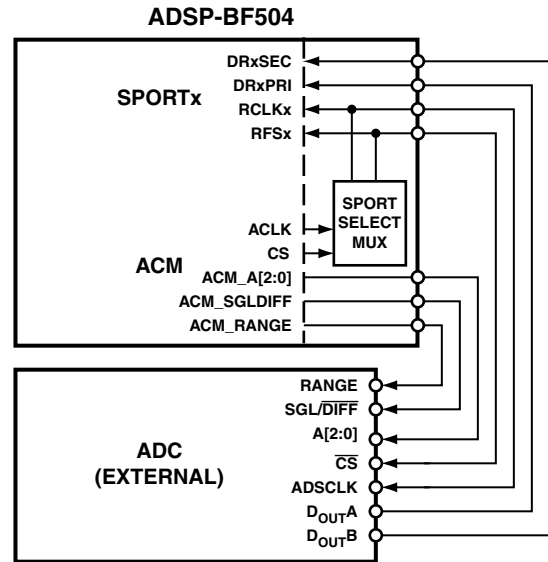 ADSP-BF504
DRxSEC
DRxPRI
SPORTx
RCLKx
RFSx
SPORT
SELECT
MUX
ACLK
CS
ACM
ACM_A[2:0]
ACM_SGLDIFF
ACM_RANGE
RANGE
SGL/DIFF
A[2:0]
ADC
(EXTERNAL)
CS
ADSCLK
DOUTA
DOUTB